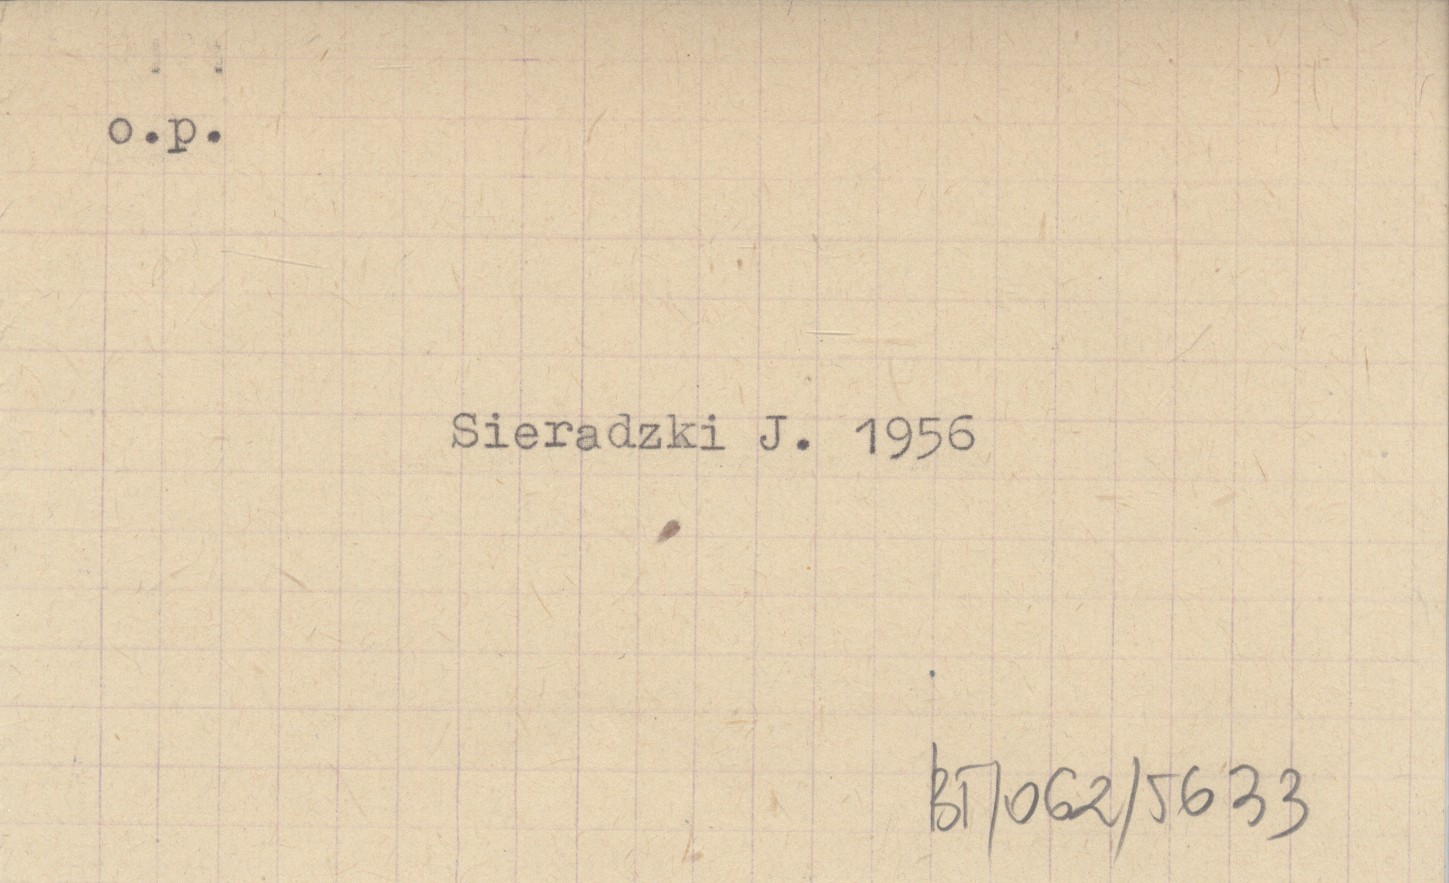 o.p.
Sieradzki J. 1956
BT/062/5633